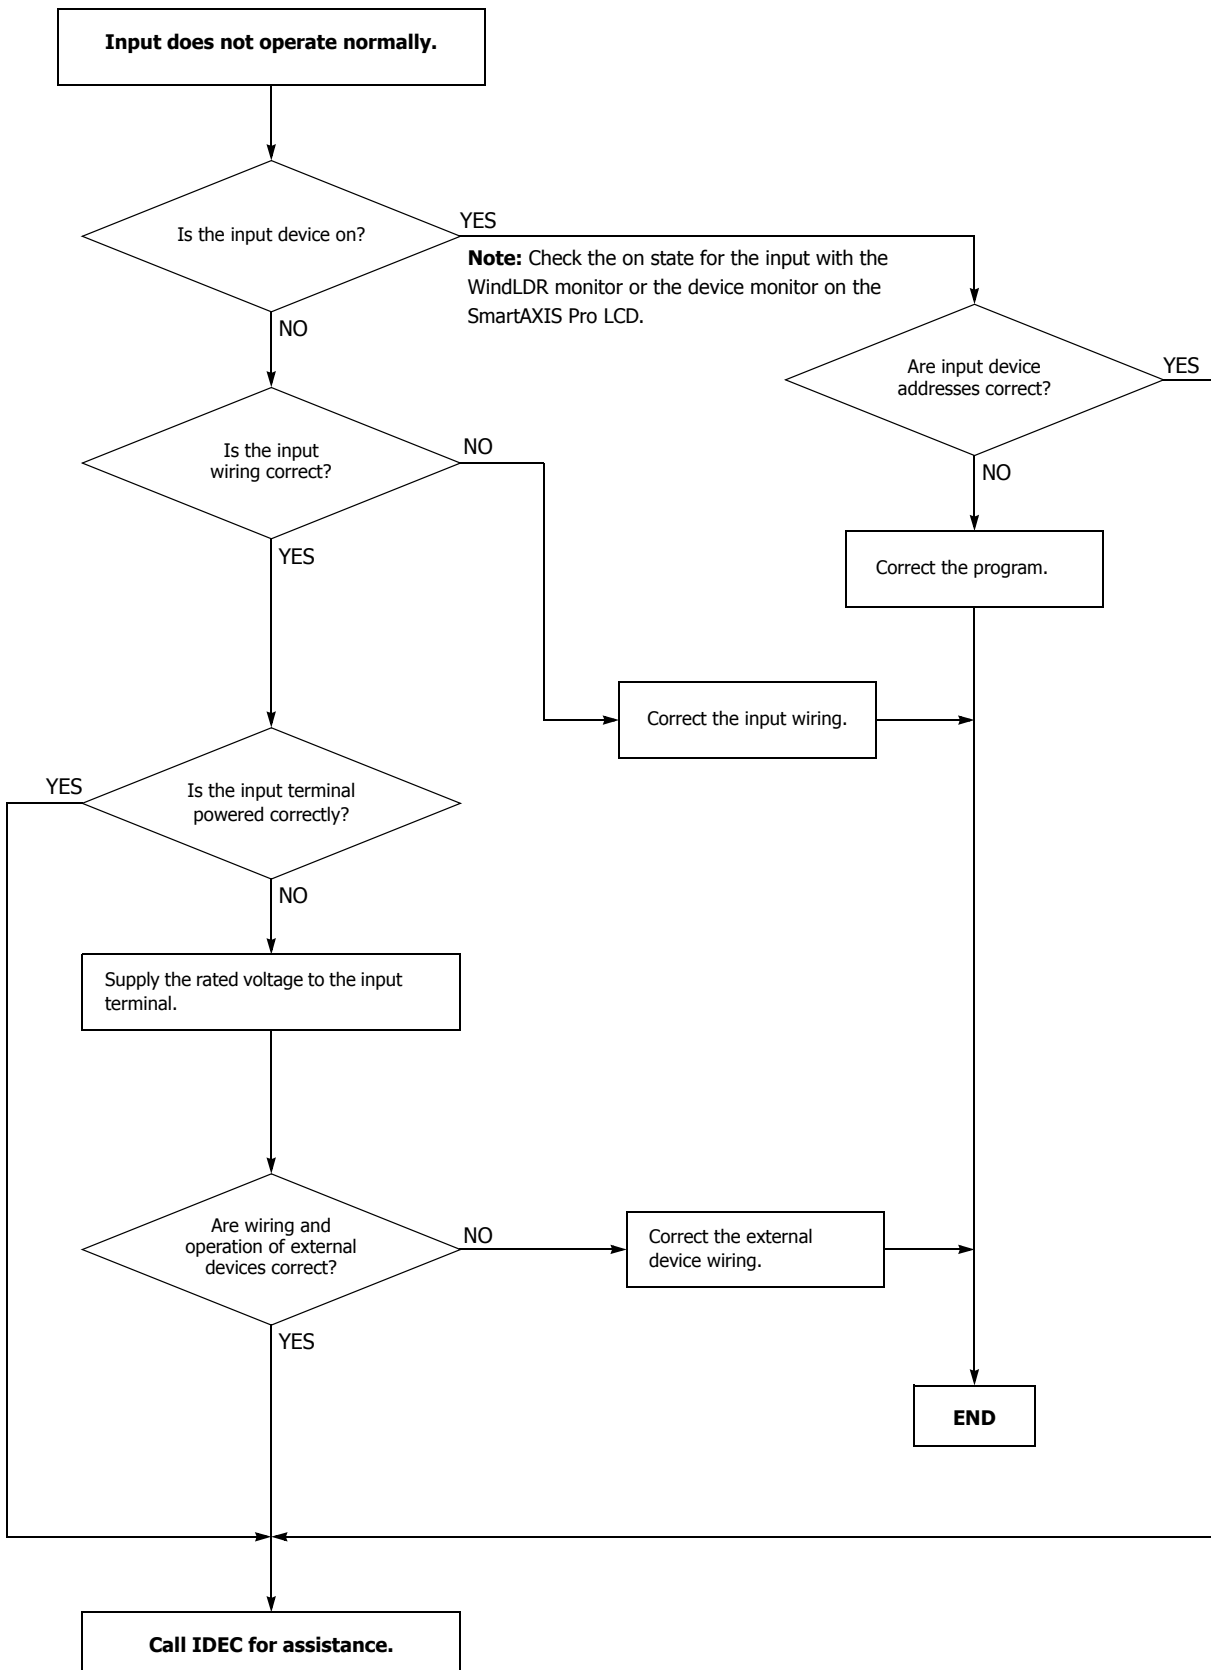 Input does not operate normally.
Is the input device on?
YES
Note: Check the on state for the input with the
WindLDR monitor or the device monitor on the
SmartAXIS Pro LCD.
NO
Are input device
addresses correct?
YES
Is the input
wiring correct?
NO
NO
YES
Correct the program.
Correct the input wiring.
YES
Is the input terminal
powered correctly?
NO
Supply the rated voltage to the input
terminal.
Are wiring and
operation of external
devices correct?
NO
Correct the external
device wiring.
YES
END
Call IDEC for assistance.